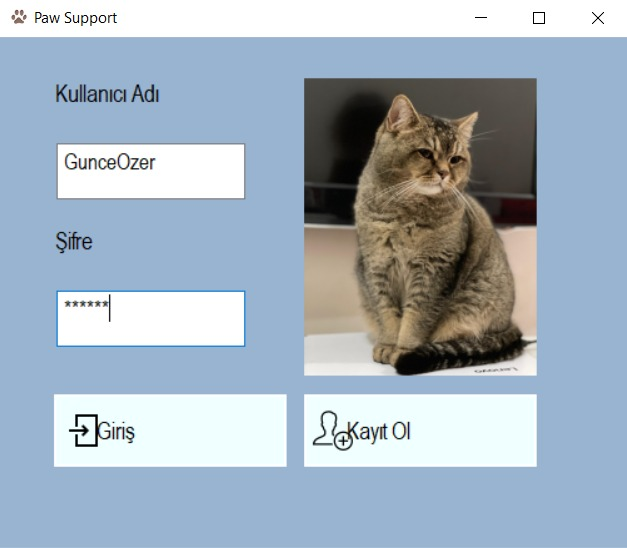 Paw Support
Kullanıcı Adı
GunceOzer
Şifre
******
Giriş
Kayıt Ol